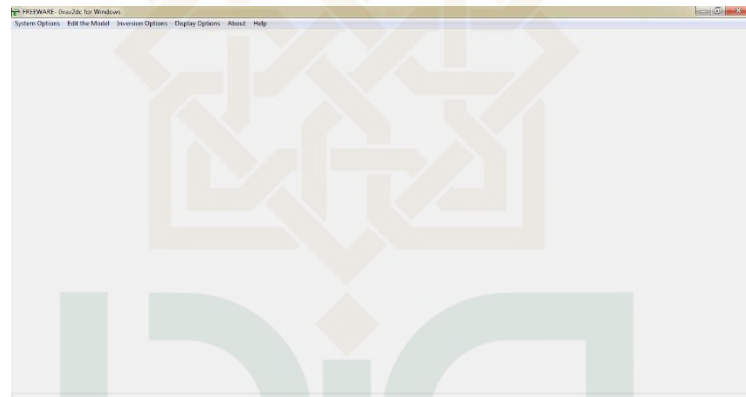 FREEWARE- Grav2dc for Windows
System Options Edit the Model Inversion Options Display Options About Help